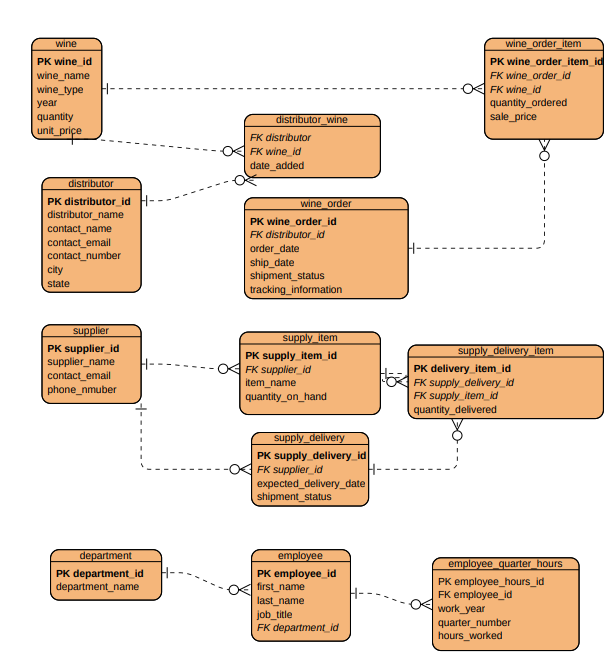 wine
PK wine_id
wine_name
wine_type
year
quantity
unit_price
wine_order_item
PK wine_order_item_id
FK wine_order_id
FK wine_id
quantity_ordered
sale_price
distributor_wine
FK distributor
FK wine_id
date_added
distributor
PK distributor_id
distributor_name
contact_name
contact_email
contact_number
city
state
wine_order
PK wine_order_id
FK distributor_id
order_date
ship_date
shipment_status
tracking_information
supplier
PK supplier_id
supplier_name
contact_email
phone_nmuber
supply_item
PK supply_item_id
FK supplier_id
item_name
quantity_on_hand
supply_delivery_item
PK delivery_item_id
FK supply_delivery_id
FK supply_item_id
quantity_delivered
supply_delivery
PK supply_delivery_id
FK supplier_id
expected_delivery_date
shipment_status
department
PK department_id
department_name
employee
PK employee_id
first_name
last_name
job_title
FK department_id
employee_quarter_hours
PK employee_hours_id
FK employee_id
work_year
quarter_number
hours_worked